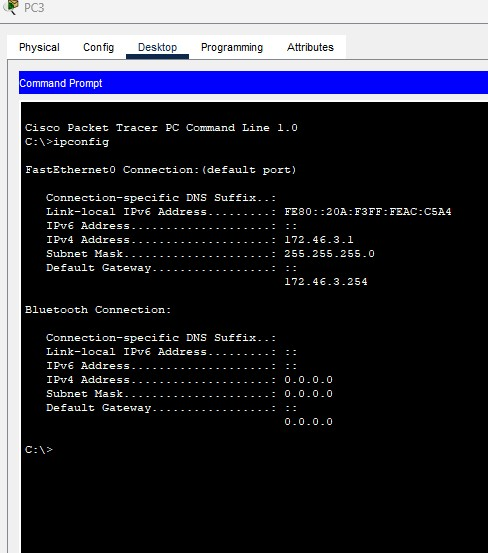 PC3
Physical Config Desktop Programming Attributes
Command Prompt
Cisco Packet Tracer PC Command Line 1.0
C:\>ipconfig
FastEthernet0 Connection:(default port)
Connection-specific DNS Suffix..:
Link-local IPv6 Address.........: FE80::20A:F3FF:FEAC:C5A4
IPv6 Address....................: ::
IPv4 Address....................: 172.46.3.1
Subnet Mask.....................: 255.255.255.0
Default Gateway.................: ::
172.46.3.254
Bluetooth Connection:
Connection-specific DNS Suffix..:
Link-local IPv6 Address.........: ::
IPv6 Address....................: ::
IPv4 Address....................: 0.0.0.0
Subnet Mask.....................: 0.0.0.0
Default Gateway.................: ::
0.0.0.0
C:\>